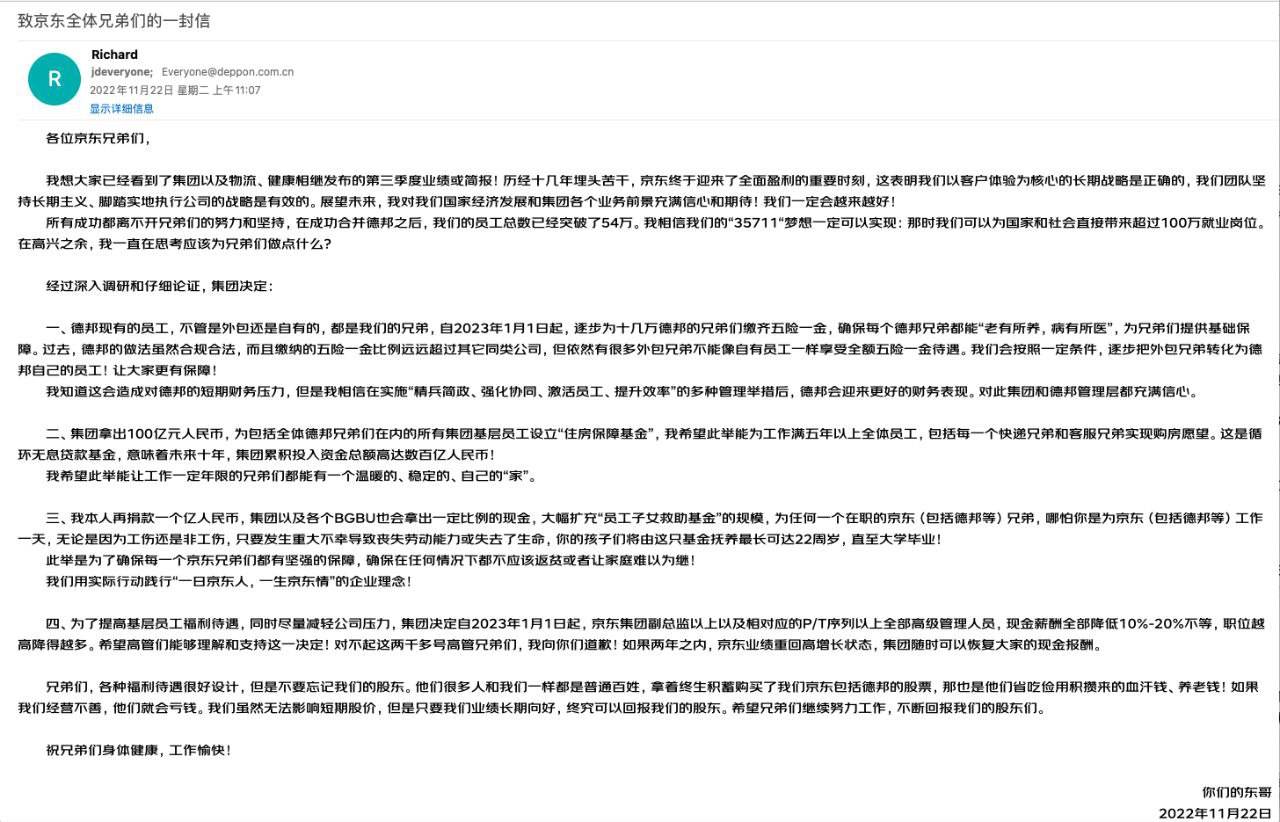 致京东全体兄弟们的一封信
R
Richard
jdeveryone; Everyone@deppon.com.cn
2022年11月22日 星期二 上午11:07
显示详细信息
各位京东兄弟们，
我想大家已经看到了集团以及物流、健康相继发布的第三季度业绩或简报！历经十几年埋头苦干，京东终于迎来了全面盈利的重要时刻，这表明我们以客户体验为核心的长期战略是正确的，我们团队坚
持长期主义、脚踏实地执行公司的战略是有效的。展望未来，我对我们国家经济发展和集团各个业务前景充满信心和期待！我们一定会越来越好！
所有成功都离不开兄弟们的努力和坚持，在成功合并德邦之后，我们的员工总数已经突破了54万。我相信我们的“35711“梦想一定可以实现：那时我们可以为国家和社会直接带来超过100万就业岗位。
在高兴之余，我一直在思考应该为兄弟们做点什么？
经过深入调研和仔细论证，集团决定：
一、德邦现有的员工，不管是外包还是自有的，都是我们的兄弟，自2023年1月1日起，逐步为十几万德邦的兄弟们缴齐五险一金，确保每个德邦兄弟都能“老有所养，病有所医”，为兄弟们提供基础保
障。过去，德邦的做法虽然合规合法，而且缴纳的五险一金比例远远超过其它同类公司，但依然有很多外包兄弟不能像自有员工一样享受全额五险一金待遇。我们会按照一定条件，逐步把外包兄弟转化为德
邦自己的员工！让大家更有保障！
我知道这会造成对德邦的短期财务压力，但是我相信在实施“精兵简政、强化协同、激活员工、提升效率”的多种管理举措后，德邦会迎来更好的财务表现。对此集团和德邦管理层都充满信心。
二、集团拿出100亿元人民币，为包括全体德邦兄弟们在内的所有集团基层员工设立“住房保障基金”，我希望此举能为工作满五年以上全体员工，包括每一个快递兄弟和客服兄弟实现购房愿望。这是循
环无息贷款基金，意味着未来十年，集团累积投入资金总额高达数百亿人民币！
我希望此举能让工作一定年限的兄弟们都能有一个温暖的、稳定的、自己的“家”。
三、我本人再捐款一个亿人民币，集团以及各个BGBU也会拿出一定比例的现金，大幅扩充“员工子女救助基金”的规模，为任何一个在职的京东（包括德邦等）兄弟，哪怕你是为京东（包括德邦等）工作
一天，无论是因为工伤还是非工伤，只要发生重大不幸导致丧失劳动能力或失去了生命，你的孩子们将由这只基金抚养最长可达22周岁，直至大学毕业！
此举是为了确保每一个京东兄弟们都有坚强的保障，确保在任何情况下都不应该返贫或者让家庭难以为继！
我们用实际行动践行“一日京东人，一生京东情”的企业理念！
四、为了提高基层员工福利待遇，同时尽量减轻公司压力，集团决定自2023年1月1日起，京东集团副总监以上以及相对应的P/T序列以上全部高级管理人员，现金薪酬全部降低10%-20%不等，职位越
高降得越多。希望高管们能够理解和支持这一决定！对不起这两千多号高管兄弟们，我向你们道歉！如果两年之内，京东业绩重回高增长状态，集团随时可以恢复大家的现金报酬。
兄弟们，各种福利待遇很好设计，但是不要忘记我们的股东。他们很多人和我们一样都是普通百姓，拿着终生积蓄购买了我们京东包括德邦的股票，那也是他们省吃俭用积攒来的血汗钱、养老钱！如果
我们经营不善，他们就会亏钱。我们虽然无法影响短期股价，但是只要我们业绩长期向好，终究可以回报我们的股东。希望兄弟们继续努力工作，不断回报我们的股东们。
祝兄弟们身体健康，工作愉快！
你们的东哥
2022年11月22日